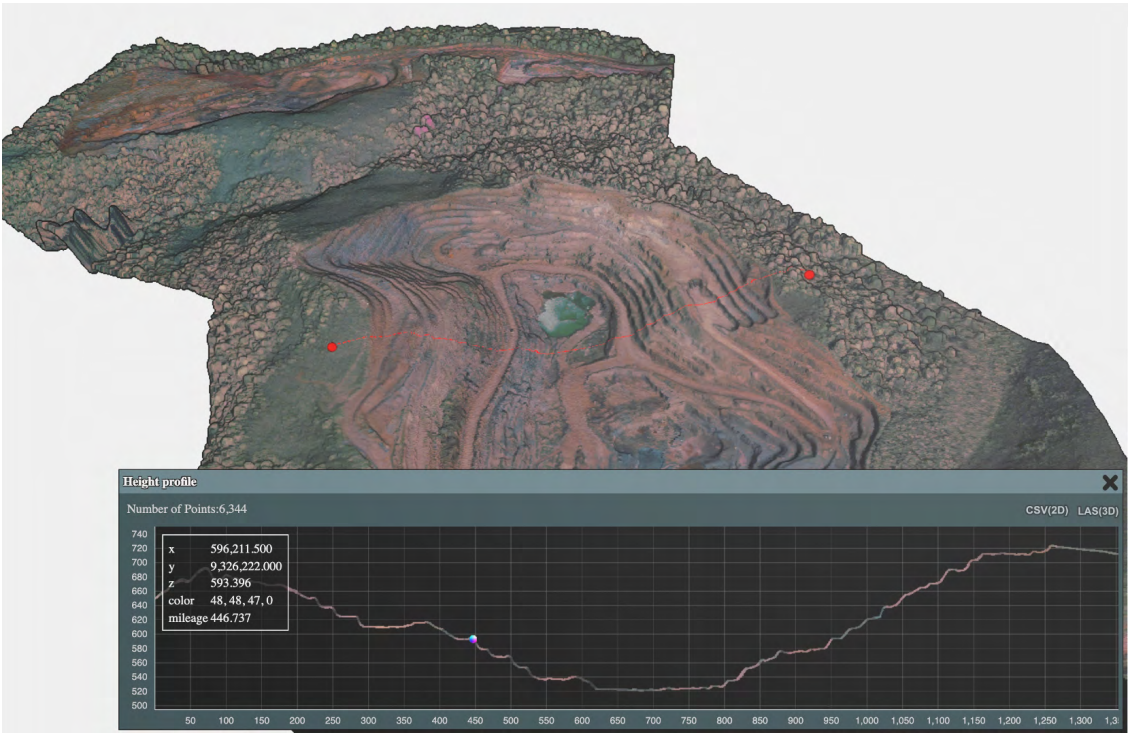 Height profile
Number of Points:6,344
CSV(2D) LAS(3D)
740
720
700
680
660
640
620
600
580
560
540
520
500
x 596,211.500
y 9,326,222.000
z 593.396
color 48, 48, 47, 0
mileage 446.737
50 100 150 200 250 300 350 400 450 500 550 600 650 700 750 800 850 900 950 1,000 1,050 1,100 1,150 1,200 1,250 1,300 1,3